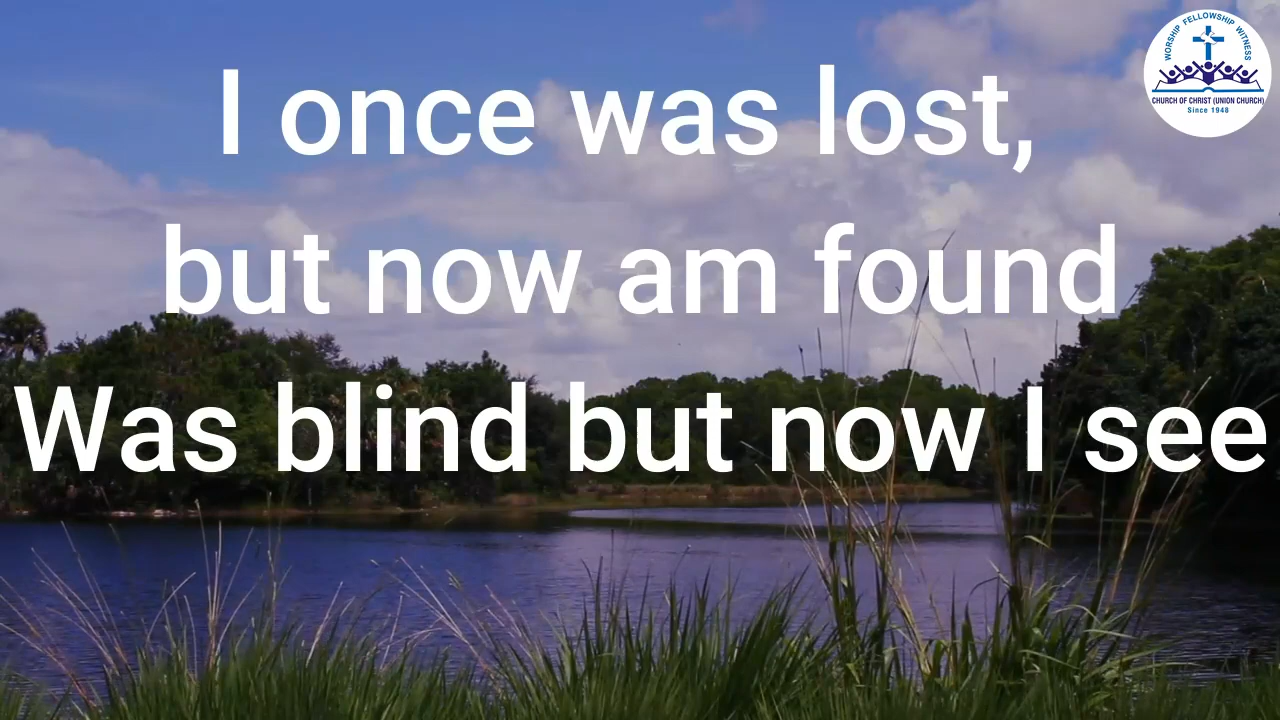 WORSHIP FELLOWSHIP WITNESS
CHURCH OF CHRIST (UNION CHURCH)
Since 1948
I once was lost,
but now am found
Was blind but now I see